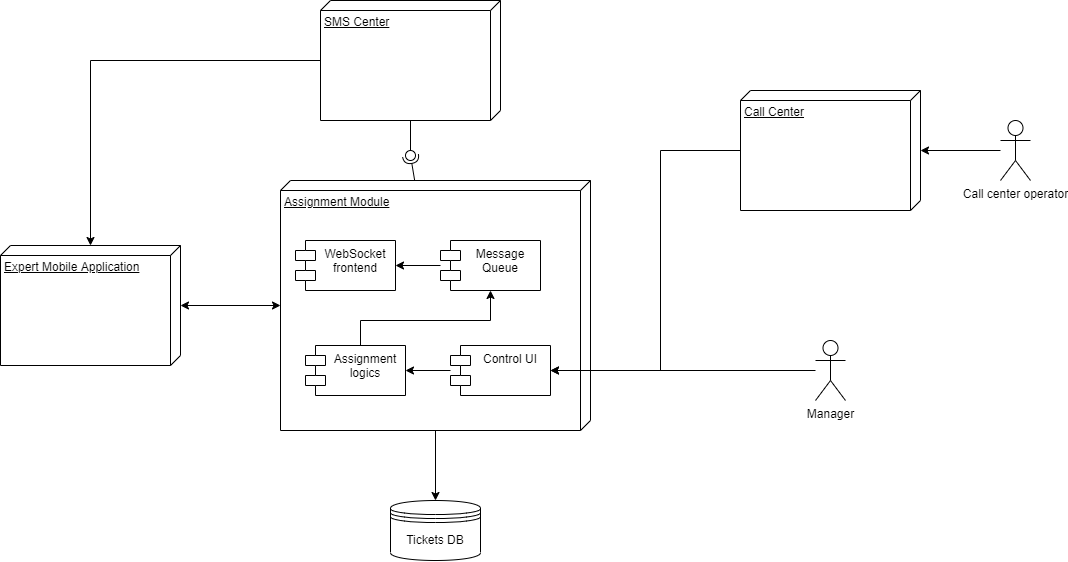 SMS Center
Call Center
Call center operator
Assignment Module
WebSocket
frontend
Message
Queue
Expert Mobile Application
Assignment
logics
Control UI
Manager
Tickets DB